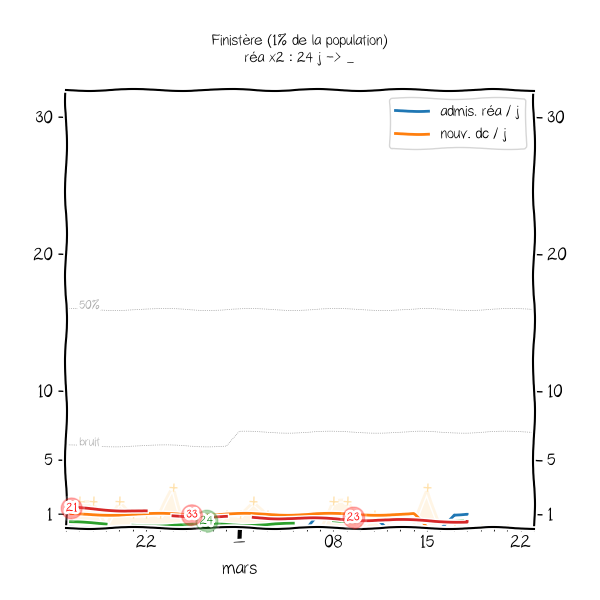 Finistère (1% de la population)
réa x2 : 24 j -> _
admis. réa / j
nouv. dc / j
30 30
20 20
50%
10 10
bruit
5 5
21 33 24 23
1 1
22 1 08 15 22
mars